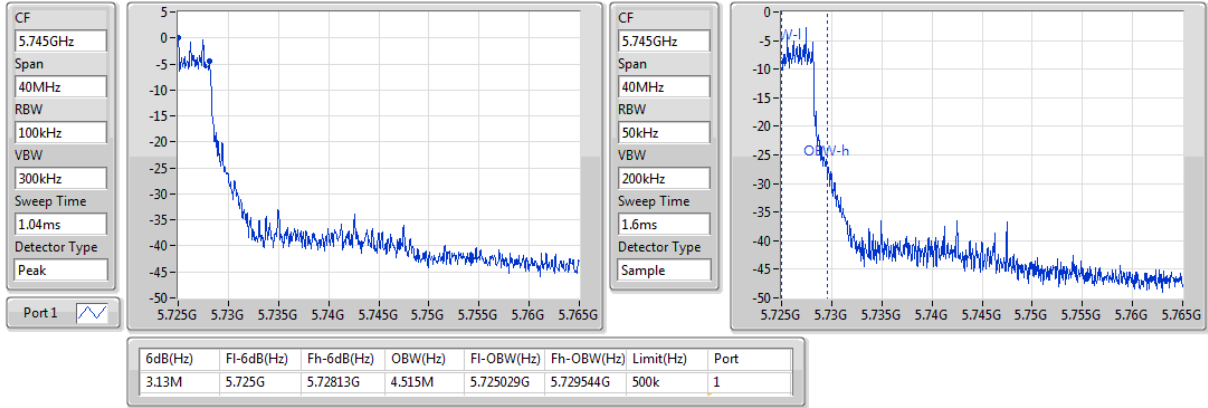 CF
5.745GHz
Span
40MHz
RBW
100kHz
VBW
300kHz
Sweep Time
1.04ms
Detector Type
Peak
Port 1
5
0
-5
-10
-15
-20
-25
-30
-35
-40
-45
-50
5.725G 5.73G 5.735G 5.74G 5.745G 5.75G 5.755G 5.76G 5.765G
CF
5.745GHz
Span
40MHz
RBW
50kHz
VBW
200kHz
Sweep Time
1.6ms
Detector Type
Sample
0
-5
-10
-15
-20
-25
-30
-35
-40
-45
-50
W-l
OBW-h
5.725G 5.73G 5.735G 5.74G 5.745G 5.75G 5.755G 5.76G 5.765G
6dB(Hz) Fl-6dB(Hz) Fh-6dB(Hz) OBW(Hz) Fl-OBW(Hz) Fh-OBW(Hz) Limit(Hz) Port
3.13M 5.725G 5.72813G 4.515M 5.725029G 5.729544G 500k 1